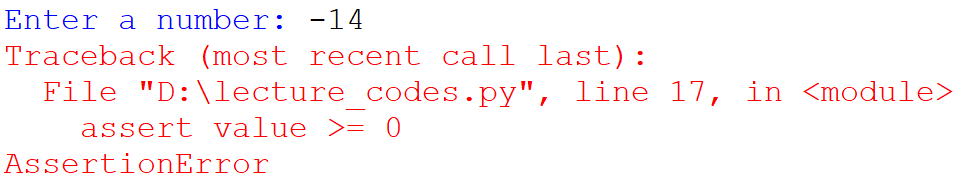 Enter a number: -14
Traceback (most recent call last):
  File "D:\lecture_codes.py", line 17, in <module>
    assert value >= 0
AssertionError